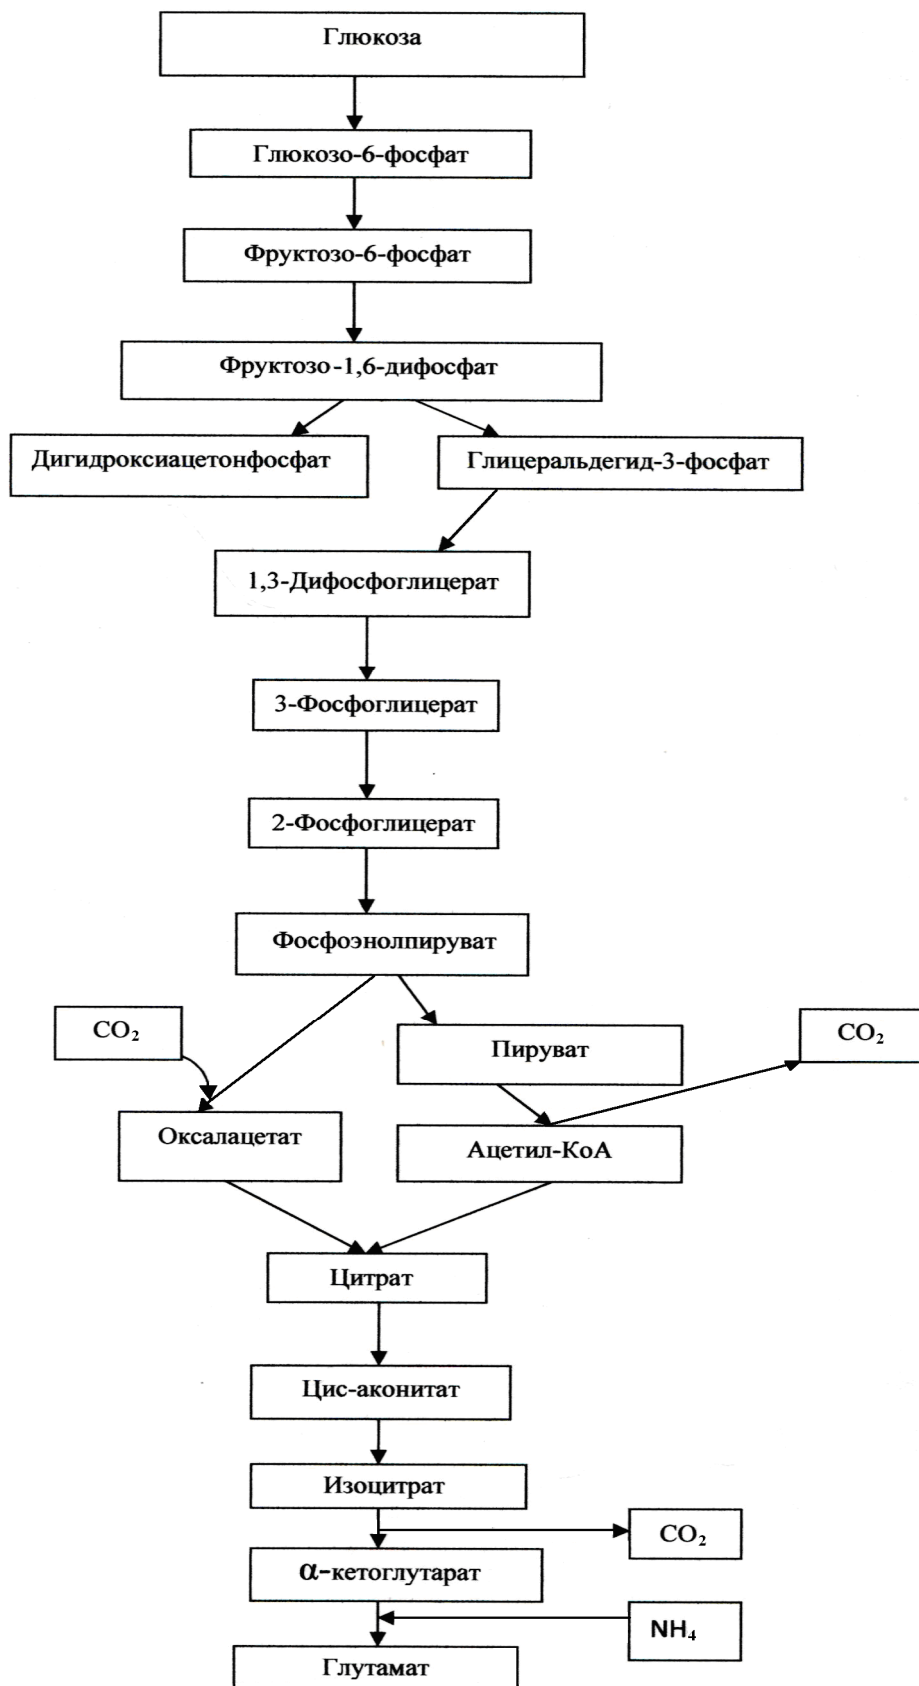 Глюкоза
Глюкозо-6-фосфат
Фруктозо-6-фосфат
Фруктозо-1,6-дифосфат
Дигидроксиацетонфосфат
Глицеральдегид-3-фосфат
1,3-Дифосфоглицерат
3-Фосфоглицерат
2-Фосфоглицерат
Фосфоэнолпируват
CO₂
Пируват
CO₂
Оксалацетат
Ацетил-КоА
Цитрат
Цис-аконитат
Изоцитрат
CO₂
α-кетоглутарат
NH₄
Глутамат